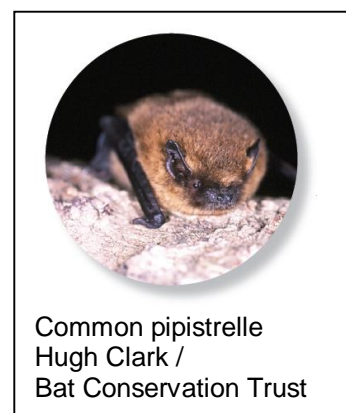 Common pipistrelle
Hugh Clark /
Bat Conservation Trust